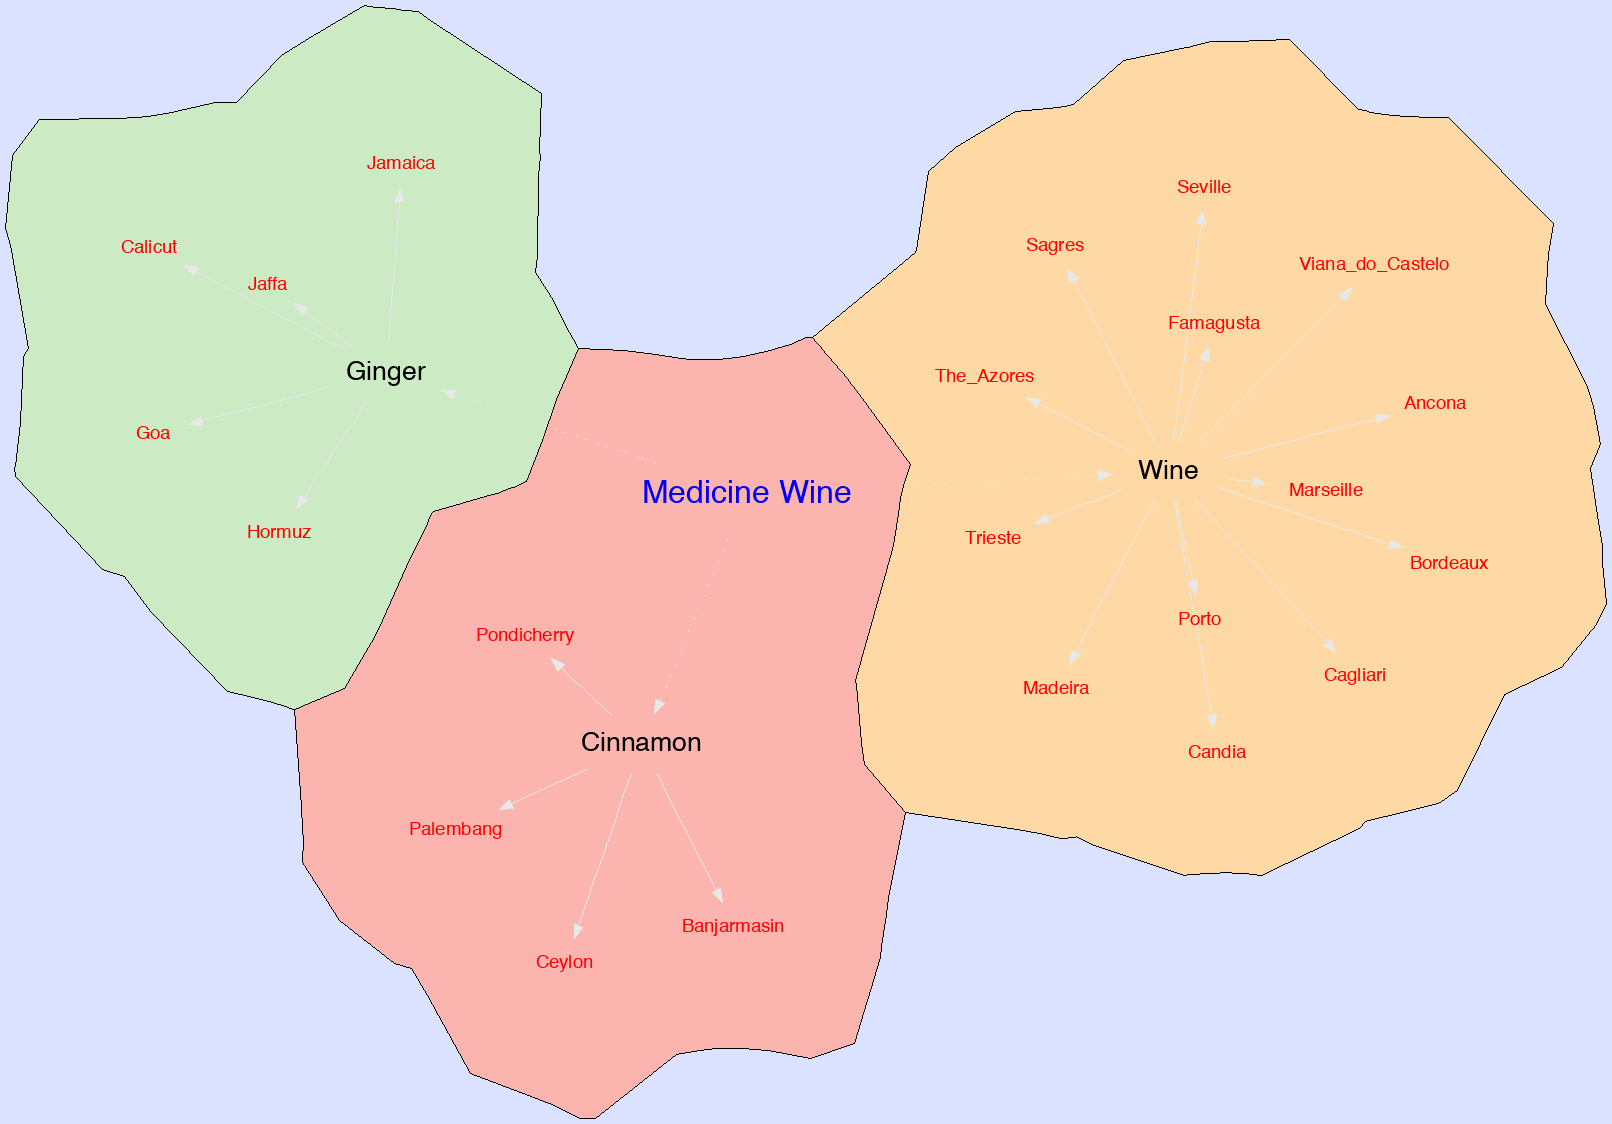 Jamaica
Calicut
Jaffa
Ginger
Goa
Hormuz
Medicine Wine
Pondicherry
Cinnamon
Palembang
Banjarmasin
Ceylon
Seville
Sagres
Viana_do_Castelo
Famagusta
The_Azores
Ancona
Wine
Marseille
Trieste
Bordeaux
Porto
Cagliari
Madeira
Candia